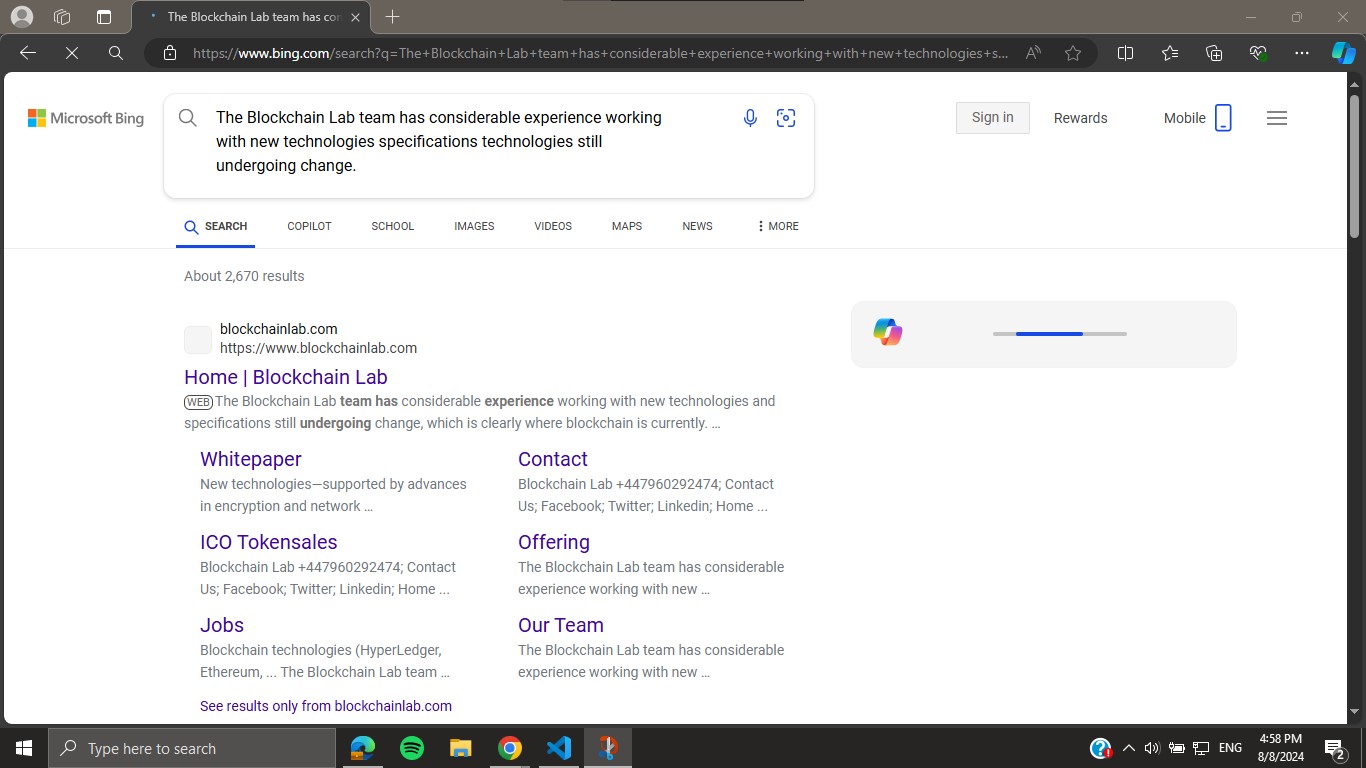 The Blockchain Lab team has con
https://www.bing.com/search?q=The+Blockchain+Lab+team+has+considerable+experience+working+with+new+technologies+s...
Microsoft Bing
The Blockchain Lab team has considerable experience working
with new technologies specifications technologies still
undergoing change.
Sign in
Rewards
Mobile
SEARCH
COPILOT
SCHOOL
IMAGES
VIDEOS
MAPS
NEWS
MORE
About 2,670 results
blockchainlab.com
https://www.blockchainlab.com
Home | Blockchain Lab
WEB The Blockchain Lab team has considerable experience working with new technologies and
specifications still undergoing change, which is clearly where blockchain is currently. ...
Whitepaper
New technologies—supported by advances
in encryption and network ...
Contact
Blockchain Lab +447960292474; Contact
Us; Facebook; Twitter; Linkedin; Home ...
ICO Tokensales
Blockchain Lab +447960292474; Contact
Us; Facebook; Twitter; Linkedin; Home ...
Offering
The Blockchain Lab team has considerable
experience working with new ...
Jobs
Blockchain technologies (HyperLedger,
Ethereum, ... The Blockchain Lab team ...
Our Team
The Blockchain Lab team has considerable
experience working with new ...
See results only from blockchainlab.com
Type here to search
ENG
4:58 PM
8/8/2024
2